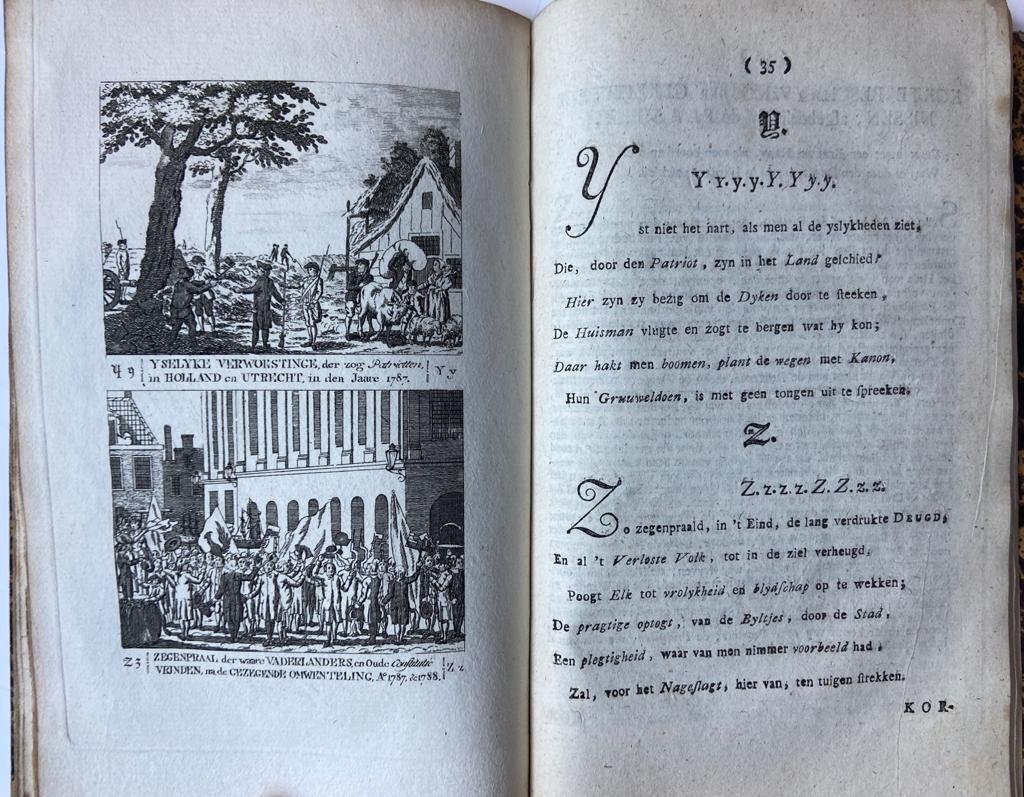 Y y YSELYKE VERWOESTINGE, der zog Patriotten, Y y
in HOLLAND en UTRECHT, in den Jaare 1787.
Z z ZEGENPRAAL der waare VADERLANDERS, en Oude Constitutie Z. z
VRINDEN, na de GEZEGENDE OMWENTELING, Aº 1787. & 1788.
( 35 )
Y.
Y. Y. y. y. Y. Y y. y.
Yst niet het hart, als men al de yslykheden ziet,
Die, door den Patriot, zyn in het Land geſchied?
Hier zyn zy bezig om de Dyken door te ſteeken,
De Huisman vlugte en zogt te bergen wat hy kon;
Daar hakt men boomen, plant de wegen met Kanon,
Hun Gruuweldoen, is met geen tongen uit te ſpreeken.
Z.
Z. z. z. z. Z. Z. z. z.
Zo zegenpraald, in 't Eind, de lang verdrukte DEUGD,
En al 't Verloste Volk, tot in de ziel verheugd,
Poogt Elk tot vrolykheid en blydſchap op te wekken;
De pragtige optogt, van de Byltjes, door de Stad,
Een plegtigheid, waar van men nimmer voorbeeld had,
Zal, voor het Nageſlagt, hier van, ten tuigen ſtrekken.
KOR-